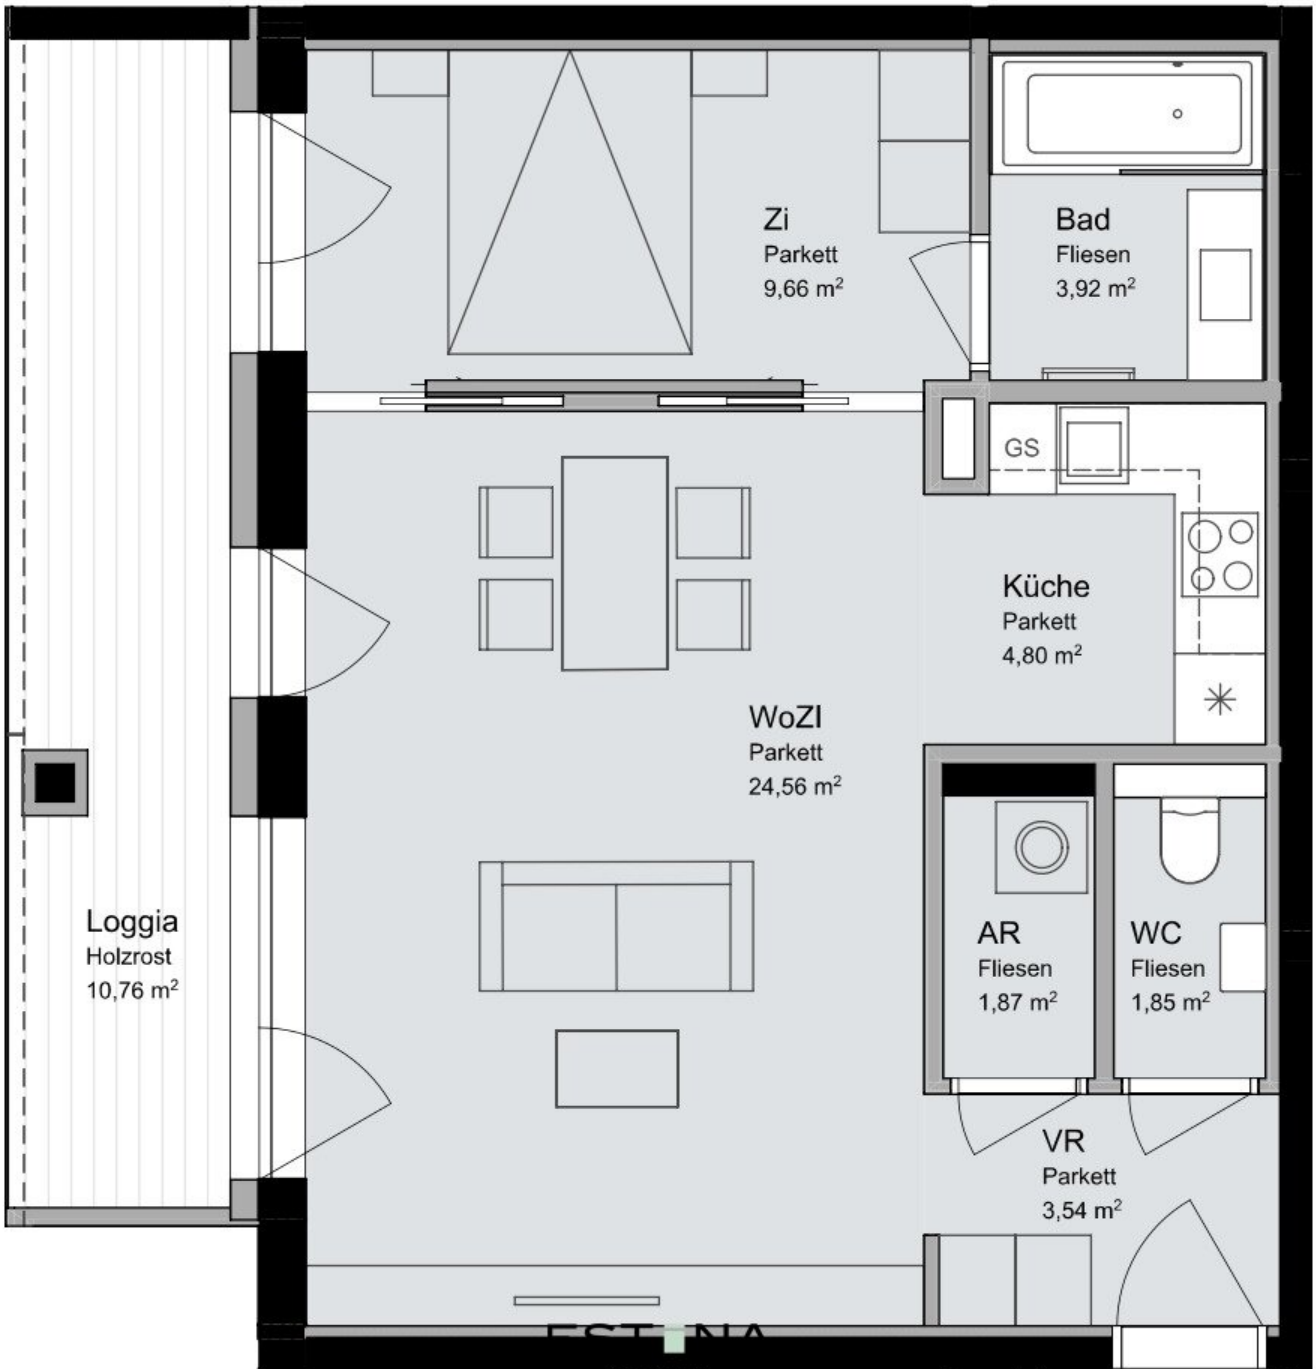 Zi
Parkett
9,66 m²
Bad
Fliesen
3,92 m²
GS
Küche
Parkett
4,80 m²
WoZI
Parkett
24,56 m²
Loggia
Holzrost
10,76 m²
AR
Fliesen
1,87 m²
WC
Fliesen
1,85 m²
VR
Parkett
3,54 m²